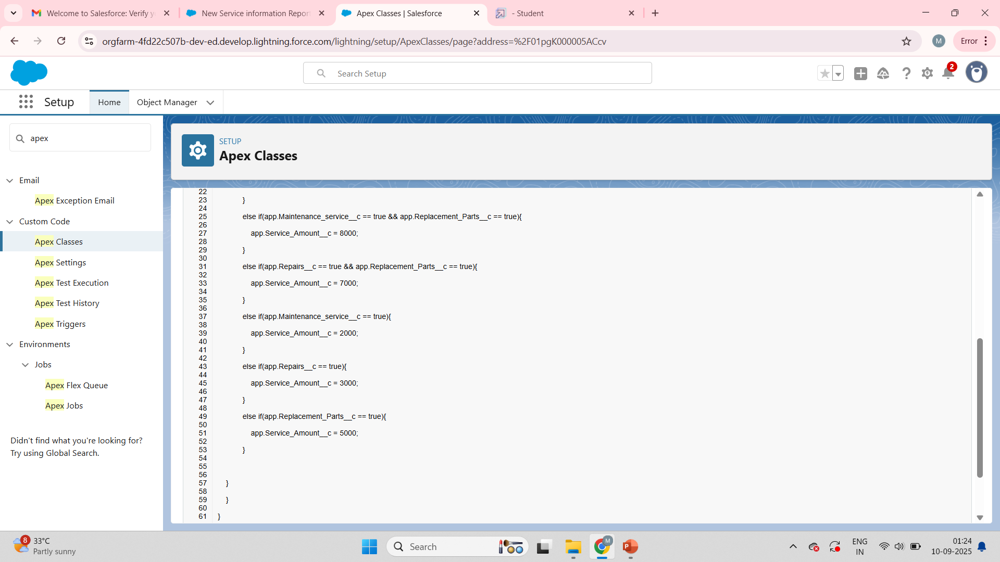 Welcome to Salesforce: Verify y
New Service information Repor
Apex Classes | Salesforce
- Student
orgfarm-4fd22c507b-dev-ed.develop.lightning.force.com/lightning/setup/ApexClasses/page?address=%2F01pgK000005ACcv
M
Error
Search Setup
2
Setup
Home
Object Manager
apex
Email
Apex Exception Email
Custom Code
Apex Classes
Apex Settings
Apex Test Execution
Apex Test History
Apex Triggers
Environments
Jobs
Apex Flex Queue
Apex Jobs
Didn't find what you're looking for?
Try using Global Search.
SETUP
Apex Classes
22
23 }
24
25 else if(app.Maintenance_service__c == true && app.Replacement_Parts__c == true){
26
27 app.Service_Amount__c = 8000;
28
29 }
30
31 else if(app.Repairs__c == true && app.Replacement_Parts__c == true){
32
33 app.Service_Amount__c = 7000;
34
35 }
36
37 else if(app.Maintenance_service__c == true){
38
39 app.Service_Amount__c = 2000;
40
41 }
42
43 else if(app.Repairs__c == true){
44
45 app.Service_Amount__c = 3000;
46
47 }
48
49 else if(app.Replacement_Parts__c == true){
50
51 app.Service_Amount__c = 5000;
52
53 }
54
55
56
57 }
58
59 }
60
61 }
8
33°C
Partly sunny
Search
M
P
ENG
IN
01:24
10-09-2025